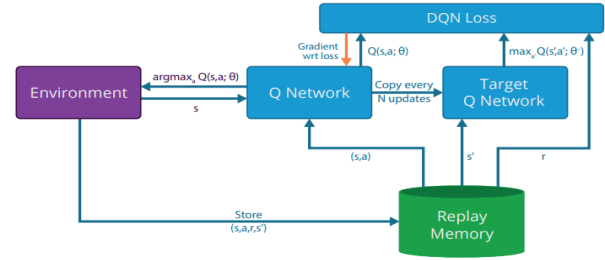 DQN Loss
Gradient
wrt loss
Q(s,a; θ)
maxₐ, Q(s',a'; θ⁻)
argmaxₐ Q(s,a; θ)
Environment
s
Q Network
Copy every
N updates
Target
Q Network
(s,a)
s'
r
Store
(s,a,r,s')
Replay
Memory